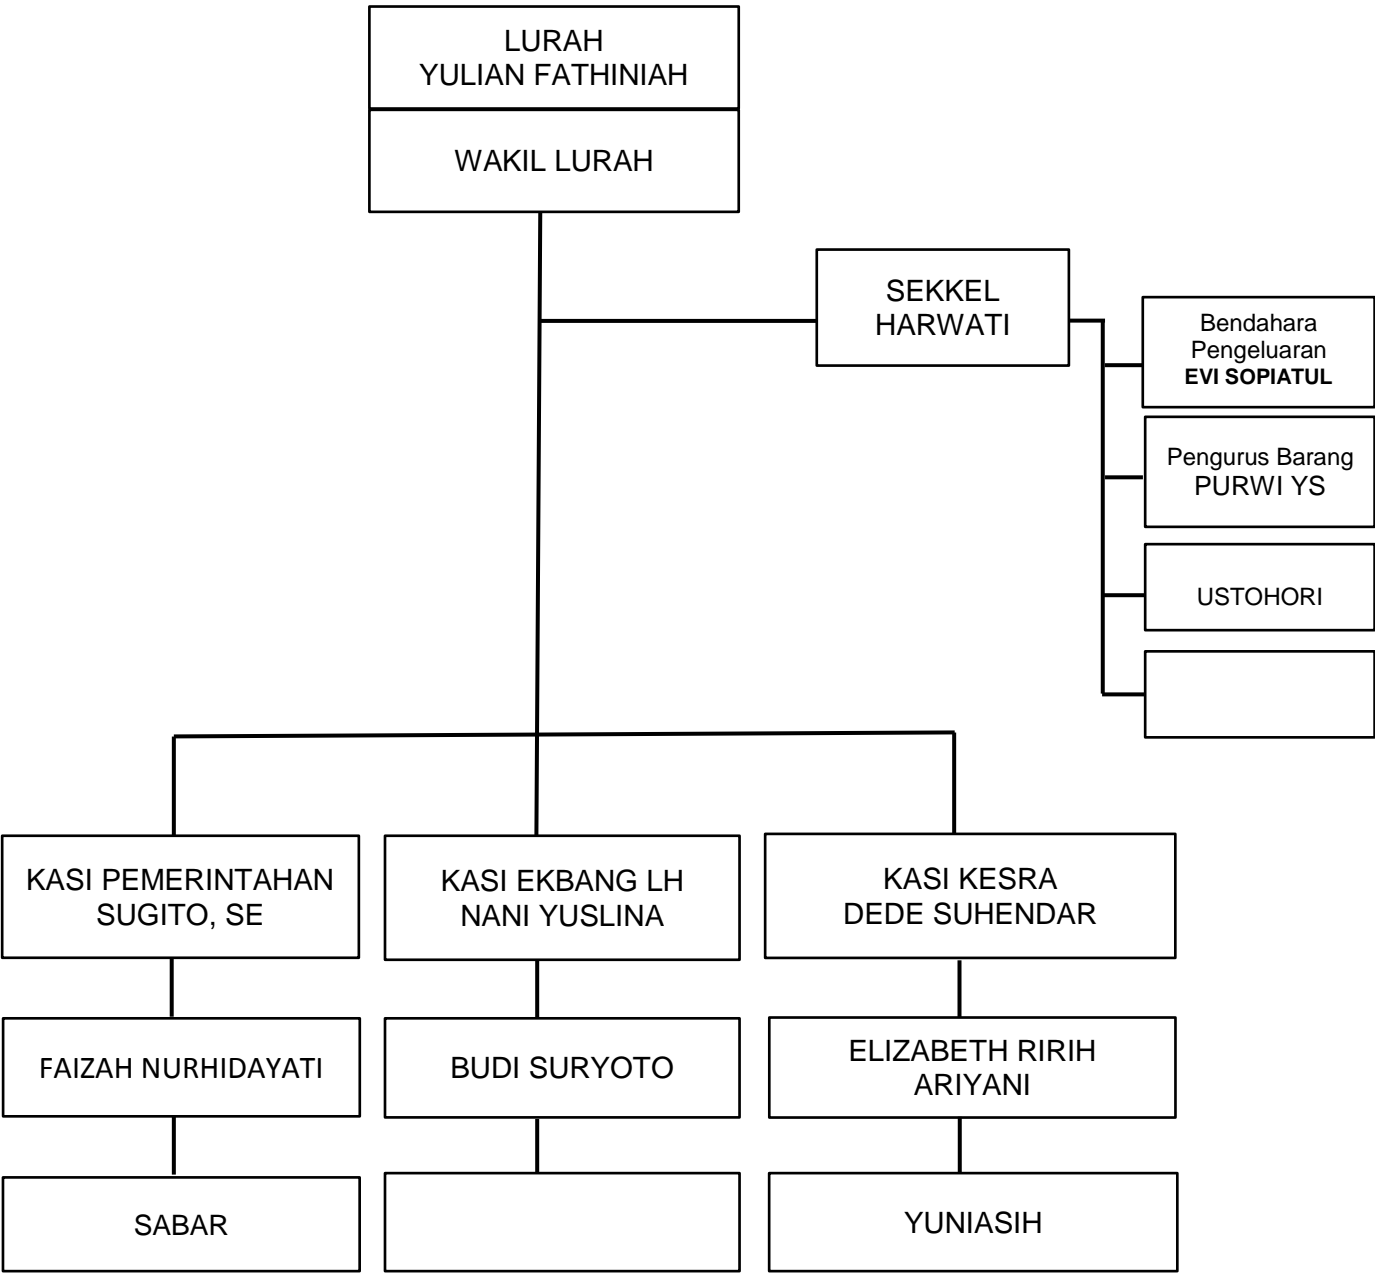 LURAH
YULIAN FATHINIAH
WAKIL LURAH
SEKKEL
HARWATI
Bendahara
Pengeluaran
EVI SOPIATUL
Pengurus Barang
PURWI YS
USTOHORI
KASI PEMERINTAHAN
SUGITO, SE
KASI EKBANG LH
NANI YUSLINA
KASI KESRA
DEDE SUHENDAR
FAIZAH NURHIDAYATI
BUDI SURYOTO
ELIZABETH RIRIH
ARIYANI
SABAR
YUNIASIH